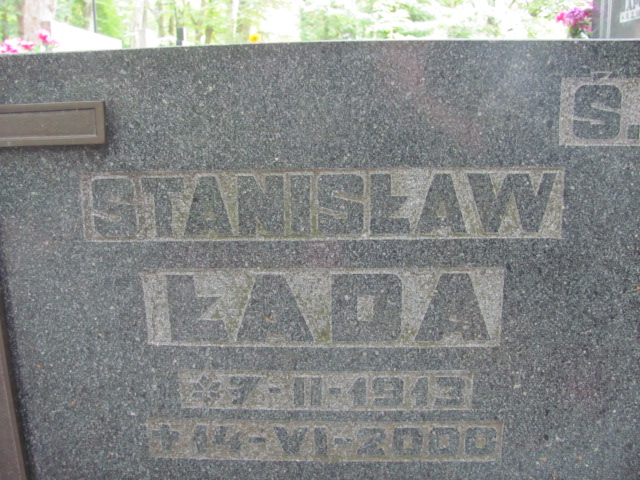 Ś.
STANISŁAW
ŁADA
*7-II-1913
+14-VI-2000